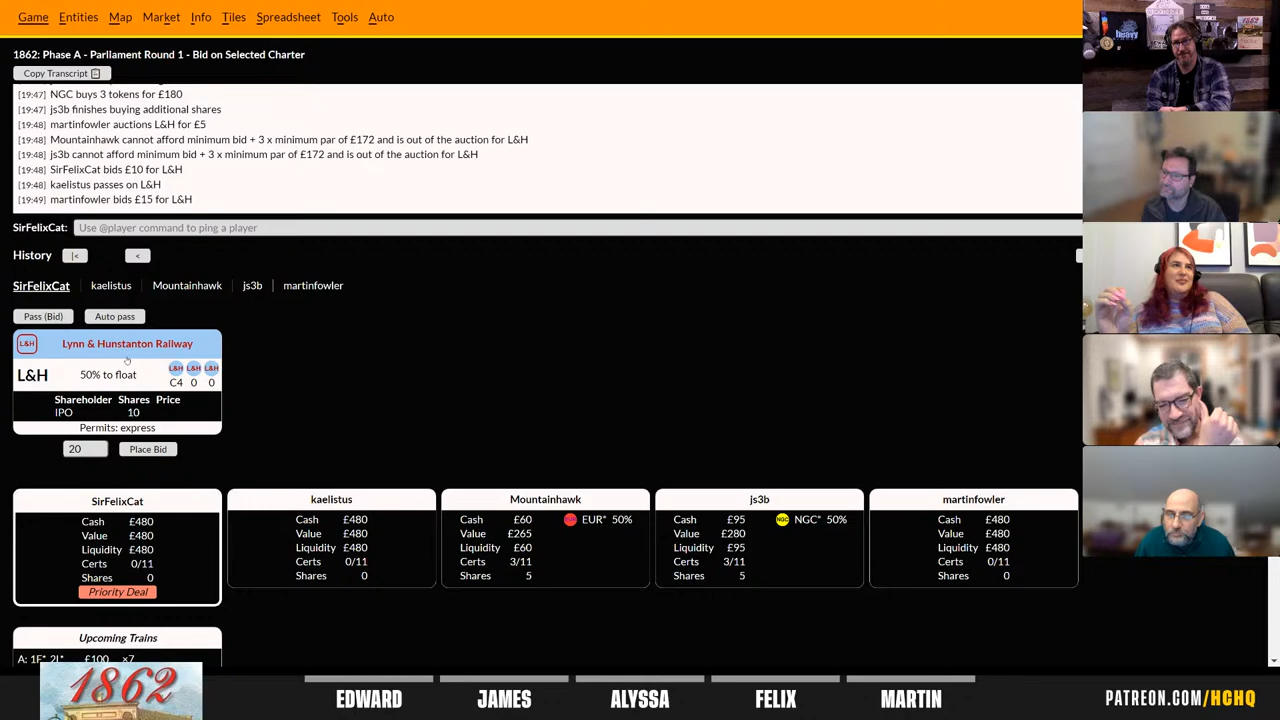 Game Entities Map Market Info Tiles Spreadsheet Tools Auto
1862: Phase A - Parliament Round 1 - Bid on Selected Charter
Copy Transcript
[19:47] NGC buys 3 tokens for £180
[19:47] js3b finishes buying additional shares
[19:48] martinfowler auctions L&H for £5
[19:48] Mountainhawk cannot afford minimum bid + 3 x minimum par of £172 and is out of the auction for L&H
[19:48] js3b cannot afford minimum bid + 3 x minimum par of £172 and is out of the auction for L&H
[19:48] SirFelixCat bids £10 for L&H
[19:48] kaelistus passes on L&H
[19:49] martinfowler bids £15 for L&H
SirFelixCat: Use @player command to ping a player
History |< <
SirFelixCat kaelistus Mountainhawk js3b martinfowler
Pass (Bid) Auto pass
L&H Lynn & Hunstanton Railway
L&H 50% to float L&H L&H L&H
C4 0 0
Shareholder Shares Price
IPO 10
Permits: express
20 Place Bid
SirFelixCat kaelistus Mountainhawk js3b martinfowler
Cash £480 Cash £480 Cash £60 EUR* 50% Cash £95 NGC NGC* 50% Cash £480
Value £480 Value £480 Value £265 Value £280 Value £480
Liquidity £480 Liquidity £480 Liquidity £60 Liquidity £95 Liquidity £480
Certs 0/11 Certs 0/11 Certs 3/11 Certs 3/11 Certs 0/11
Shares 0 Shares 0 Shares 5 Shares 5 Shares 0
Priority Deal
Upcoming Trains
£100 ×7
1862
EDWARD JAMES ALYSSA FELIX MARTIN
PATREON.COM/HCHQ